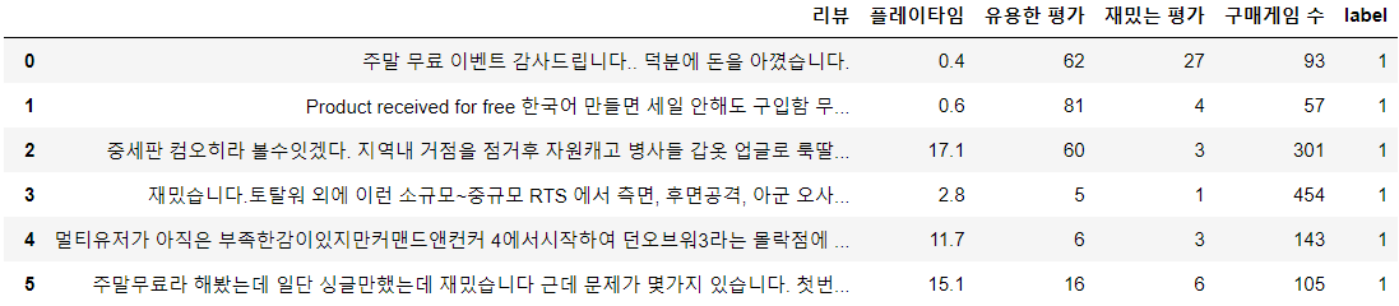 리뷰 플레이타임 유용한 평가 재밌는 평가 구매게임 수 label
0 주말 무료 이벤트 감사드립니다.. 덕분에 돈을 아꼈습니다. 0.4 62 27 93 1
1 Product received for free 한국어 만들면 세일 안해도 구입함 무... 0.6 81 4 57 1
2 중세판 컴오히라 볼수잇겠다. 지역내 거점을 점거후 자원캐고 병사들 갑옷 업글로 룩딸... 17.1 60 3 301 1
3 재밌습니다.토탈워 외에 이런 소규모~중규모 RTS 에서 측면, 후면공격, 아군 오사... 2.8 5 1 454 1
4 멀티유저가 아직은 부족한감이있지만커맨드앤컨커 4에서시작하여 던오브워3라는 몰락점에 ... 11.7 6 3 143 1
5 주말무료라 해봤는데 일단 싱글만했는데 재밌습니다 근데 문제가 몇가지 있습니다. 첫번... 15.1 16 6 105 1